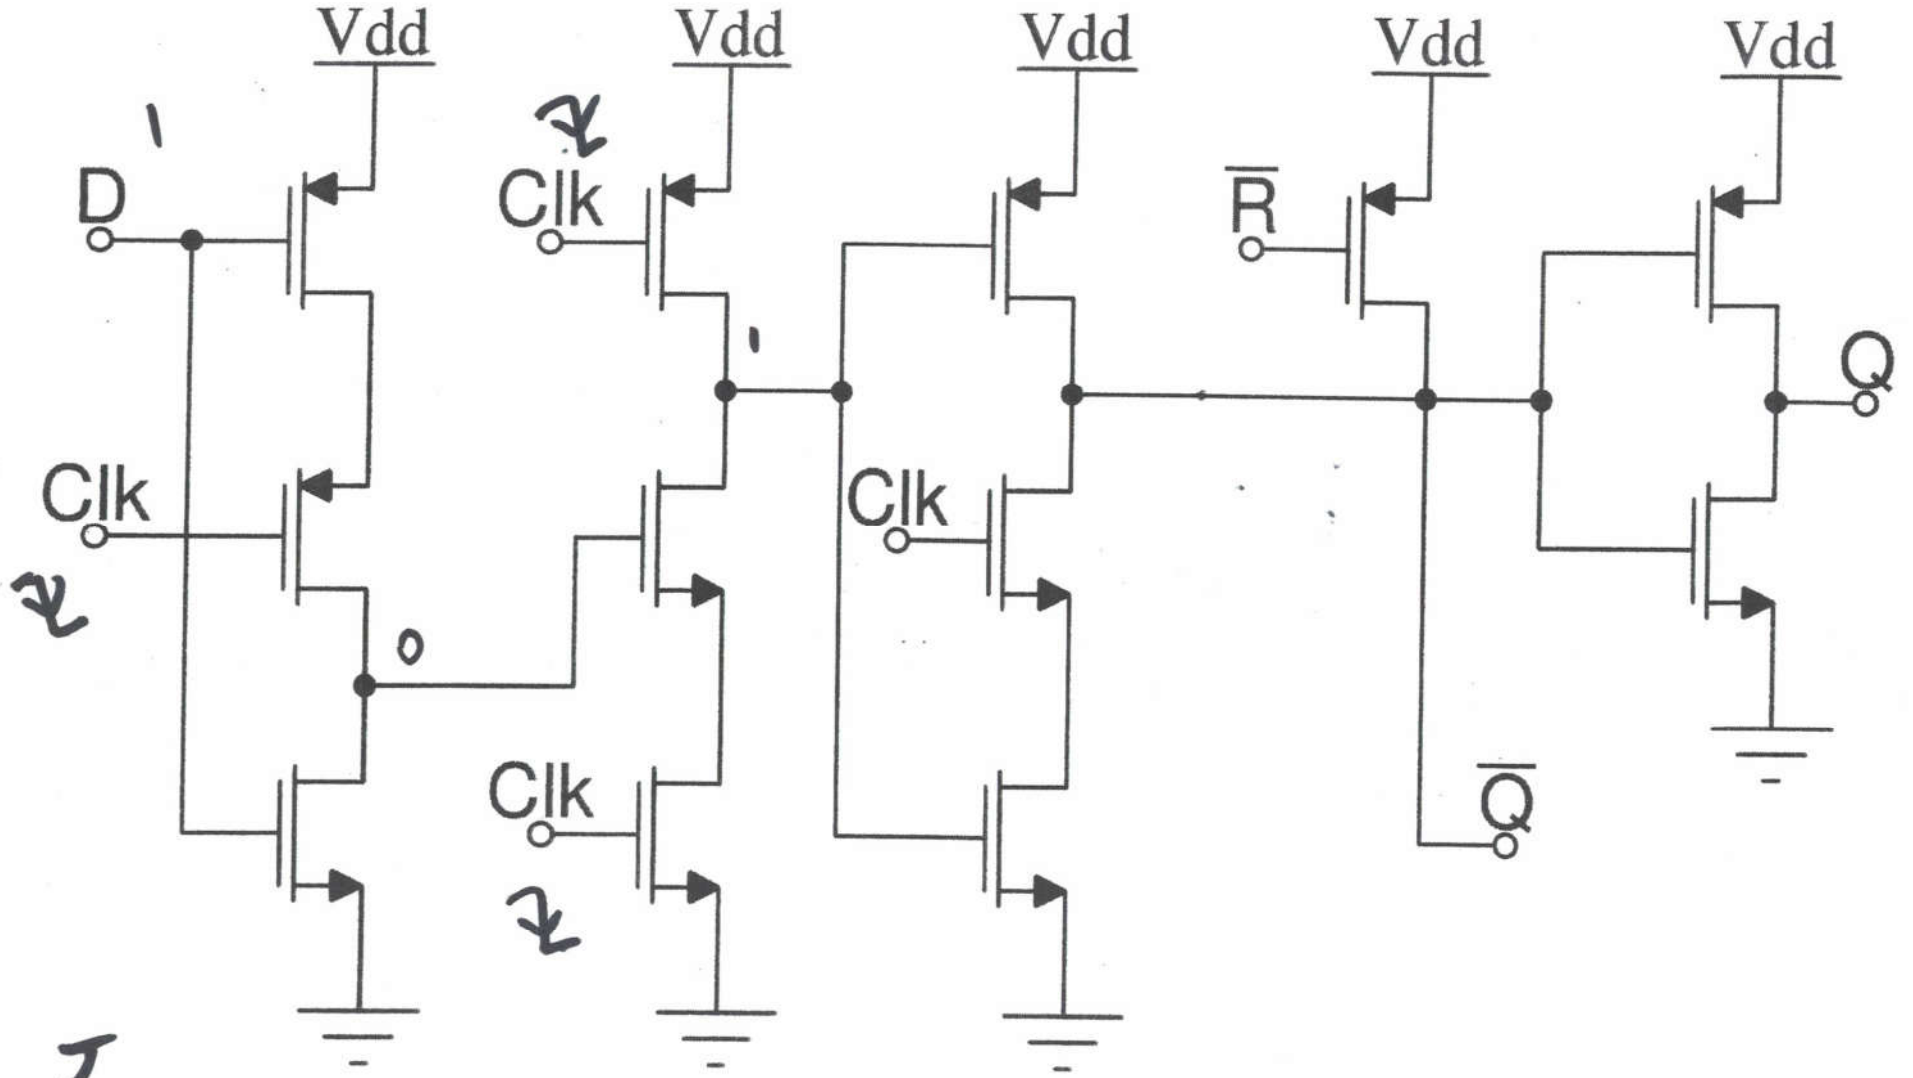 Vdd Vdd Vdd Vdd Vdd
1
D Clk R̅
1
Q
Clk Clk
0
Clk Q̅